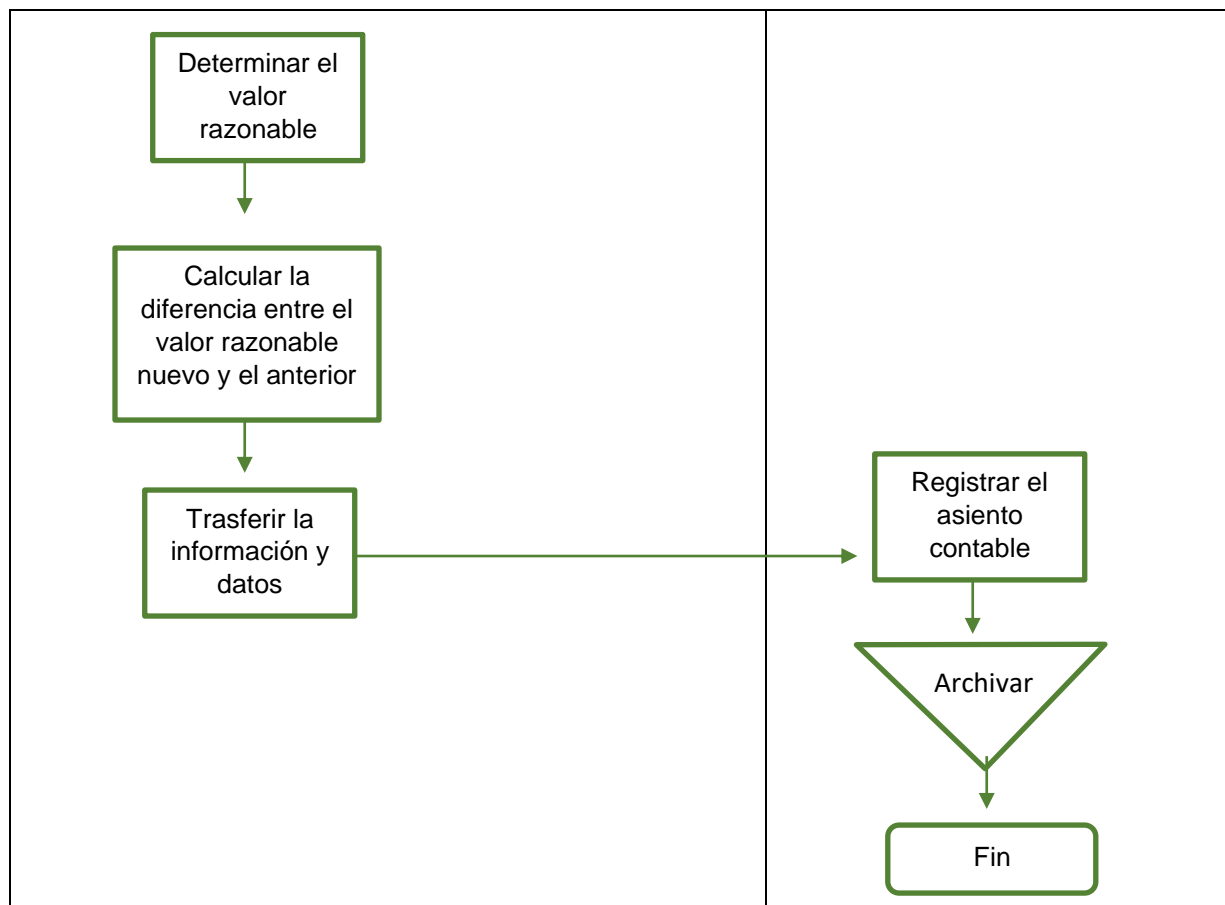 Determinar el
valor
razonable
Calcular la
diferencia entre el
valor razonable
nuevo y el anterior
Trasferir la
información y
datos
Registrar el
asiento
contable
Archivar
Fin